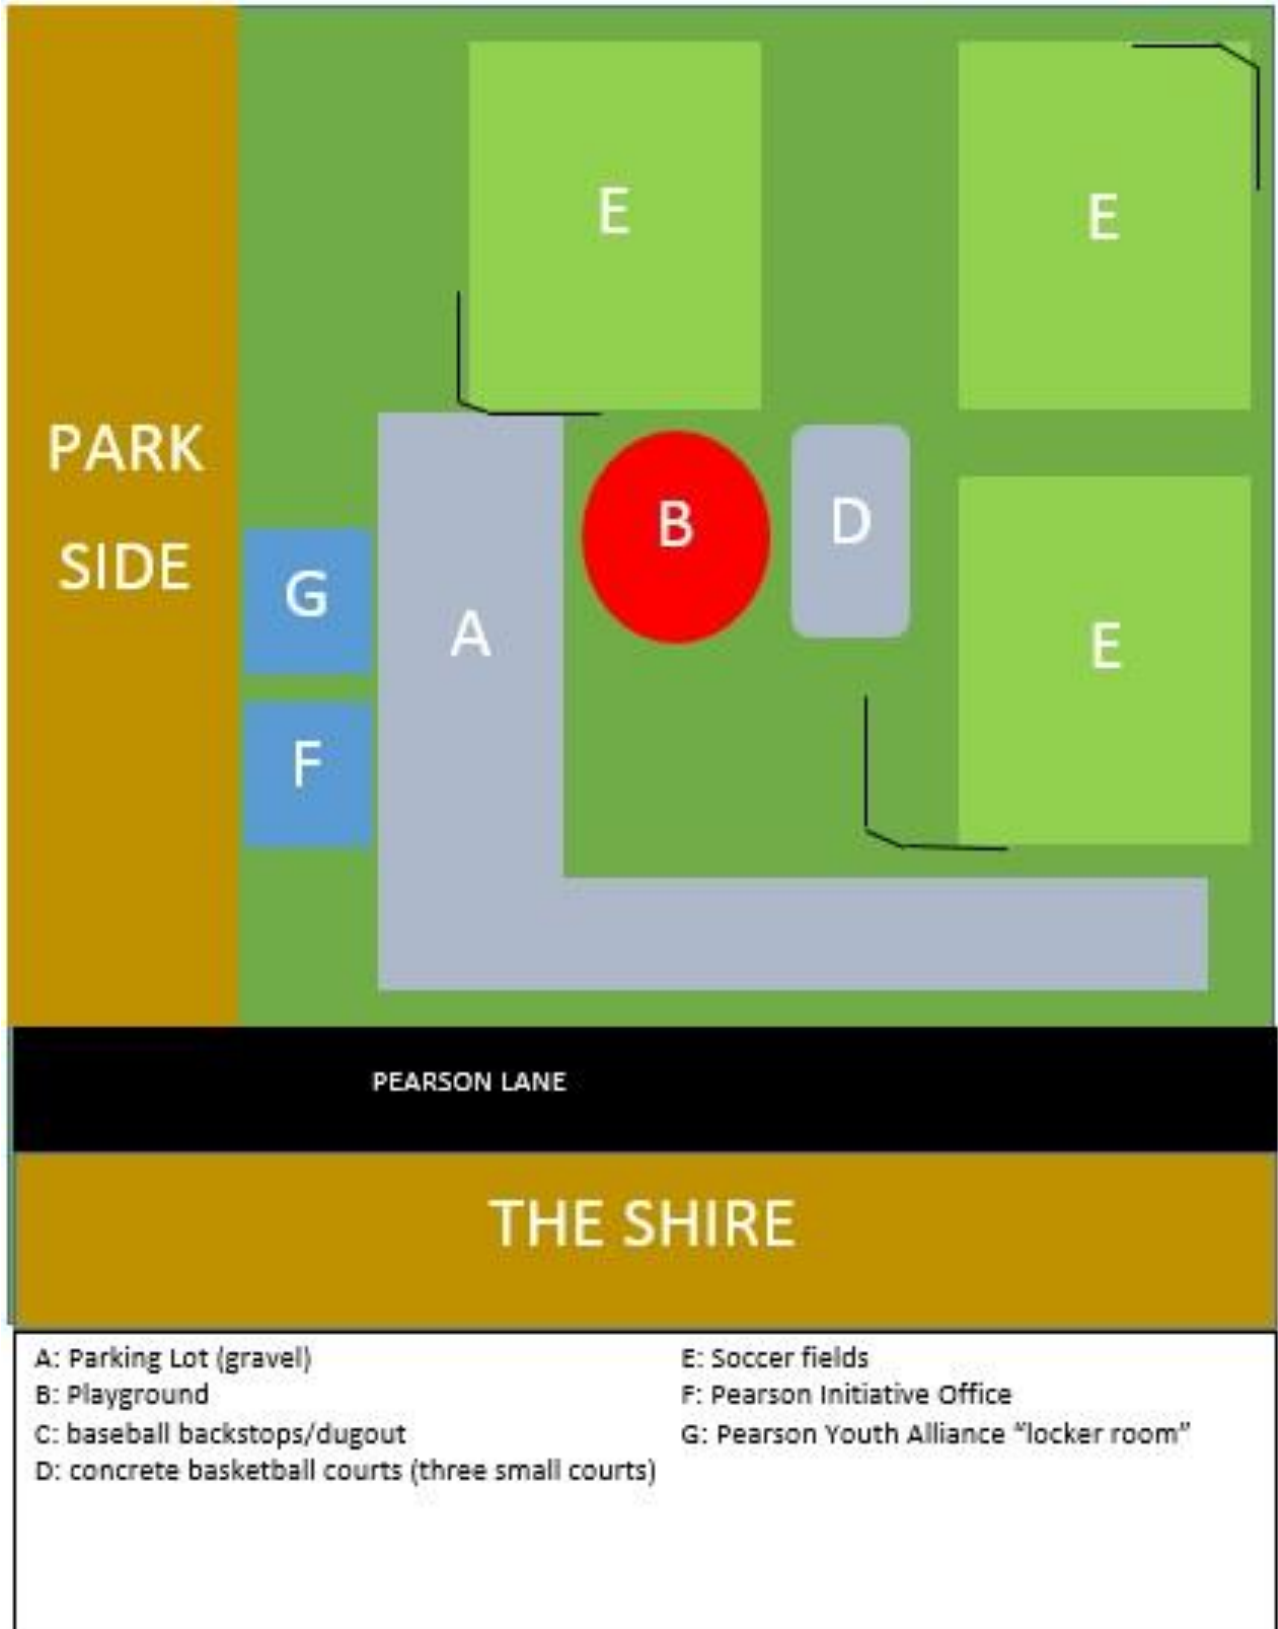 E
E
PARK
SIDE
B
D
G
A
E
F
PEARSON LANE
THE SHIRE
A: Parking Lot (gravel)
B: Playground
C: baseball backstops/dugout
D: concrete basketball courts (three small courts)
E: Soccer fields
F: Pearson Initiative Office
G: Pearson Youth Alliance “locker room”